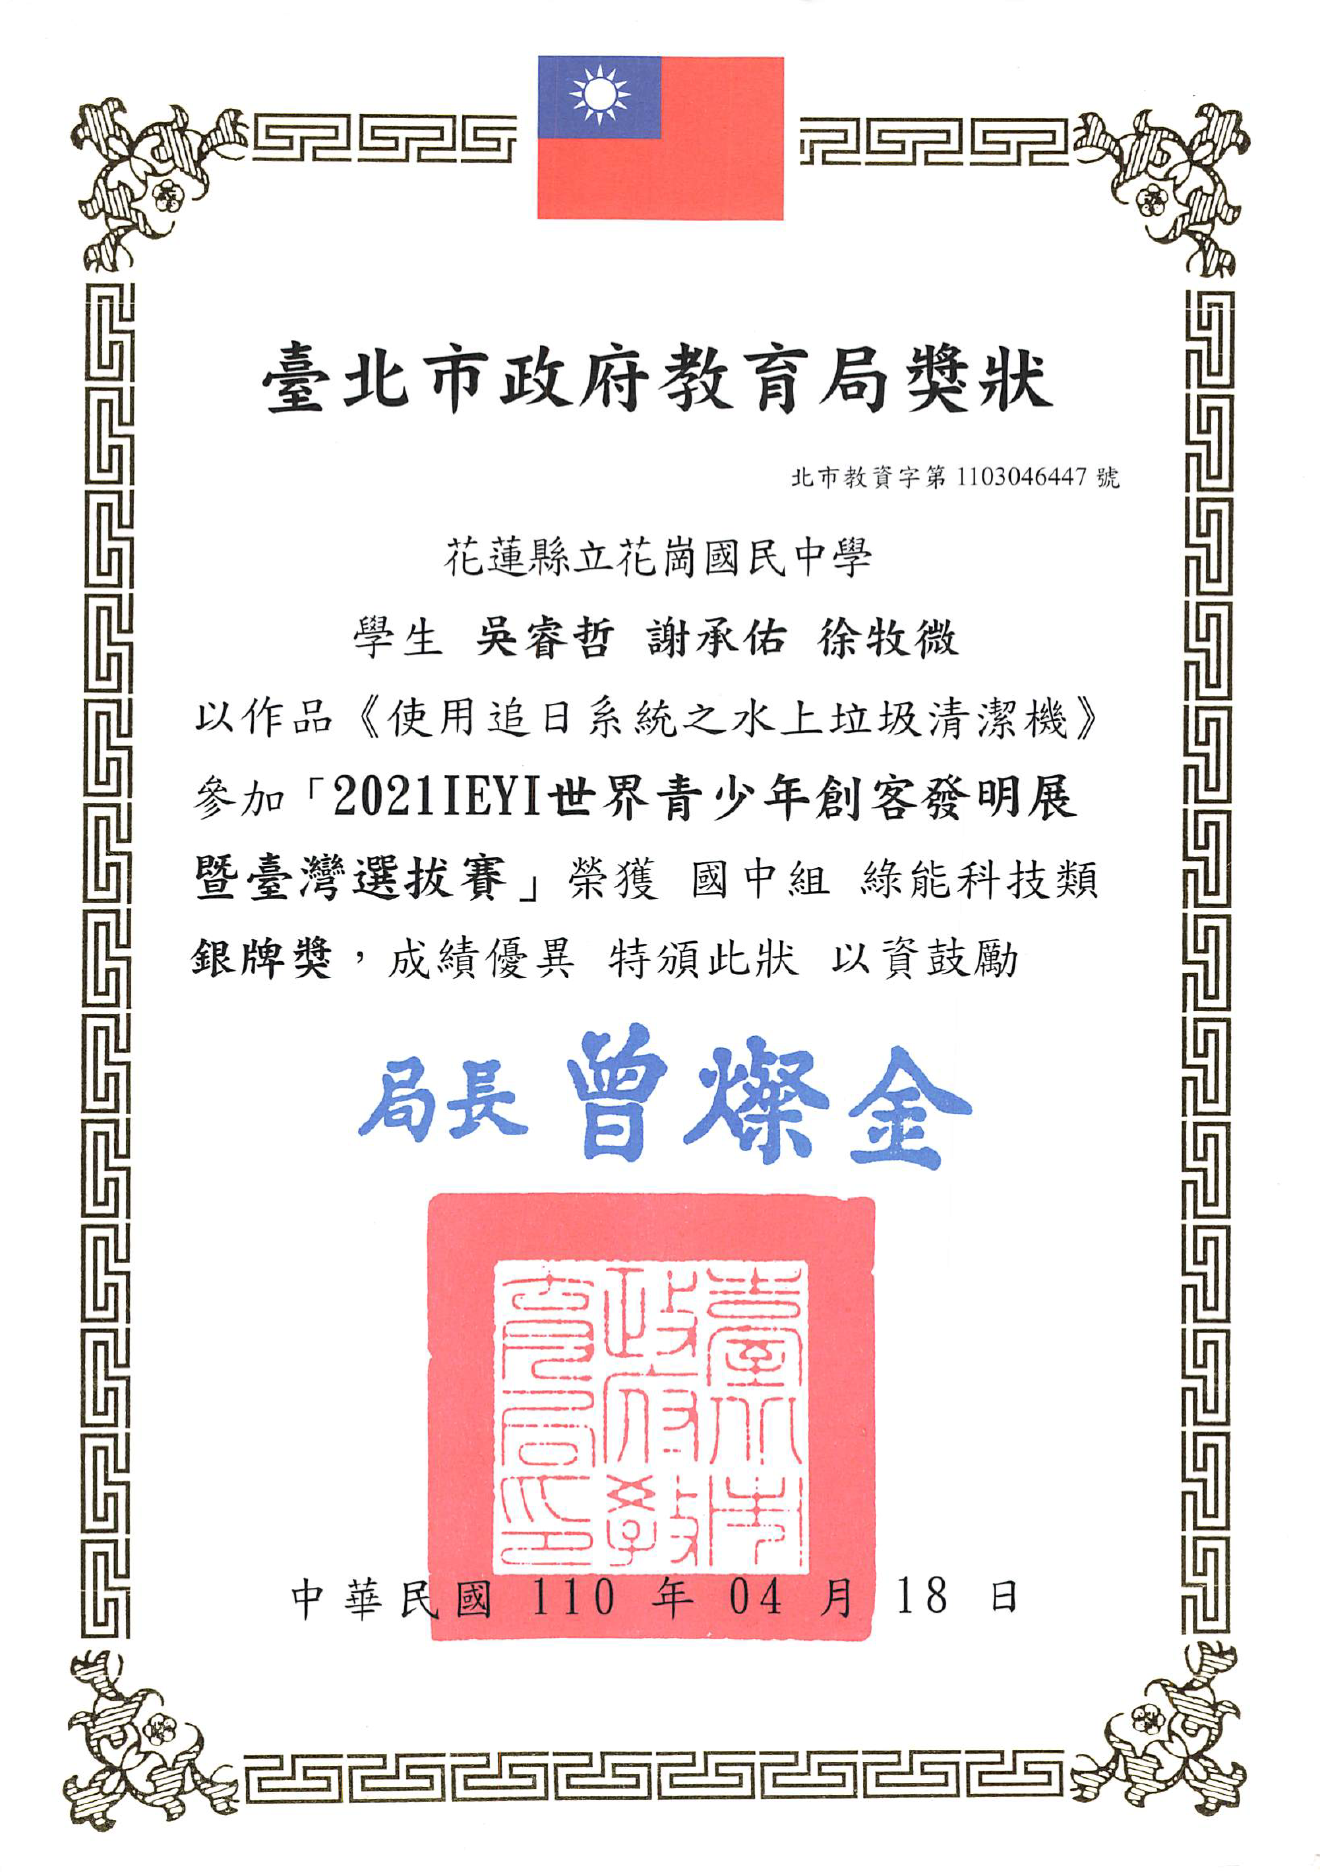 臺北市政府教育局獎狀
北市教資字第 1103046447 號
花蓮縣立花崗國民中學
學生 吳睿哲 謝承佑 徐牧微
以作品《使用追日系統之水上垃圾清潔機》
參加「2021IEYI世界青少年創客發明展
暨臺灣選拔賽」榮獲 國中組 綠能科技類
銀牌獎,成績優異 特頒此狀 以資鼓勵
局長 曾燦金
臺北市政府教育局印
中華民國 110 年 04 月 18 日